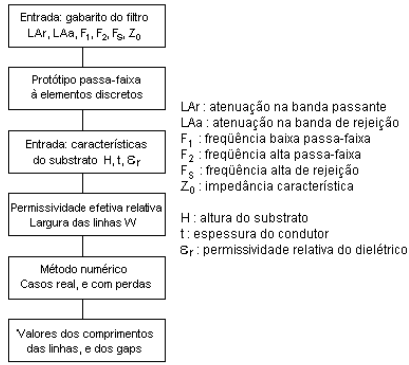 Entrada: gabarito do filtro
LAr, LAa, F1, F2, FS, Z0
Protótipo passa-faixa
à elementos discretos
Entrada: características
do substrato H, t, εr
Permissividade efetiva relativa
Largura das linhas W
Método numérico
Casos real, e com perdas
Valores dos comprimentos
das linhas, e dos gaps
LAr : atenuação na banda passante
LAa : atenuação na banda de rejeição
F1 : freqüência baixa passa-faixa
F2 : freqüência alta passa-faixa
FS : freqüência alta de rejeição
Z0 : impedância característica
H : altura do substrato
t : espessura do condutor
εr : permissividade relativa do dielétrico